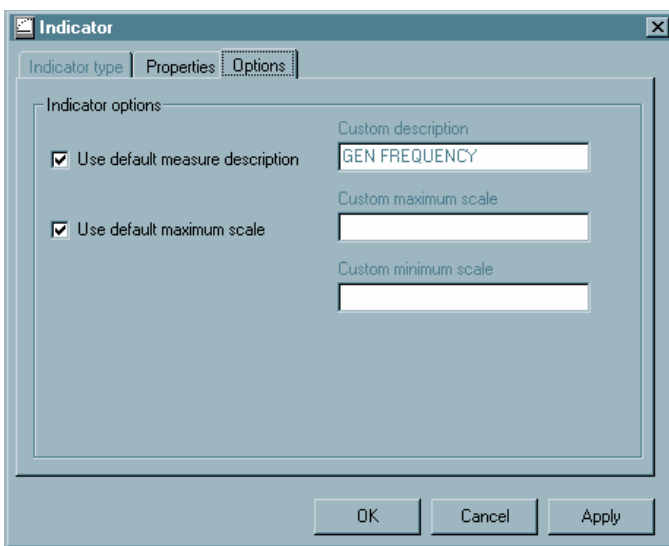 Indicator
Indicator type Properties Options
Indicator options
Custom description
Use default measure description GEN FREQUENCY
Custom maximum scale
Use default maximum scale
Custom minimum scale
OK Cancel Apply